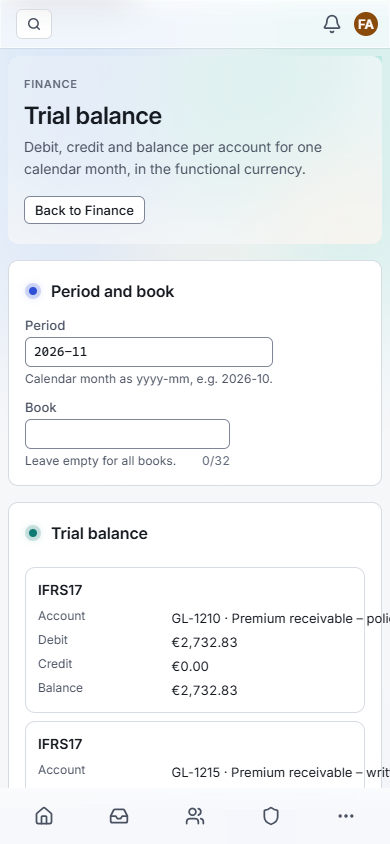 FA
FINANCE
Trial balance
Debit, credit and balance per account for one
calendar month, in the functional currency.
Back to Finance
Period and book
Period
2026-11
Calendar month as yyyy-mm, e.g. 2026-10.
Book
Leave empty for all books. 0/32
Trial balance
IFRS17
Account GL-1210 · Premium receivable –
Debit €2,732.83
Credit €0.00
Balance €2,732.83
IFRS17
Account GL-1215 · Premium receivable –